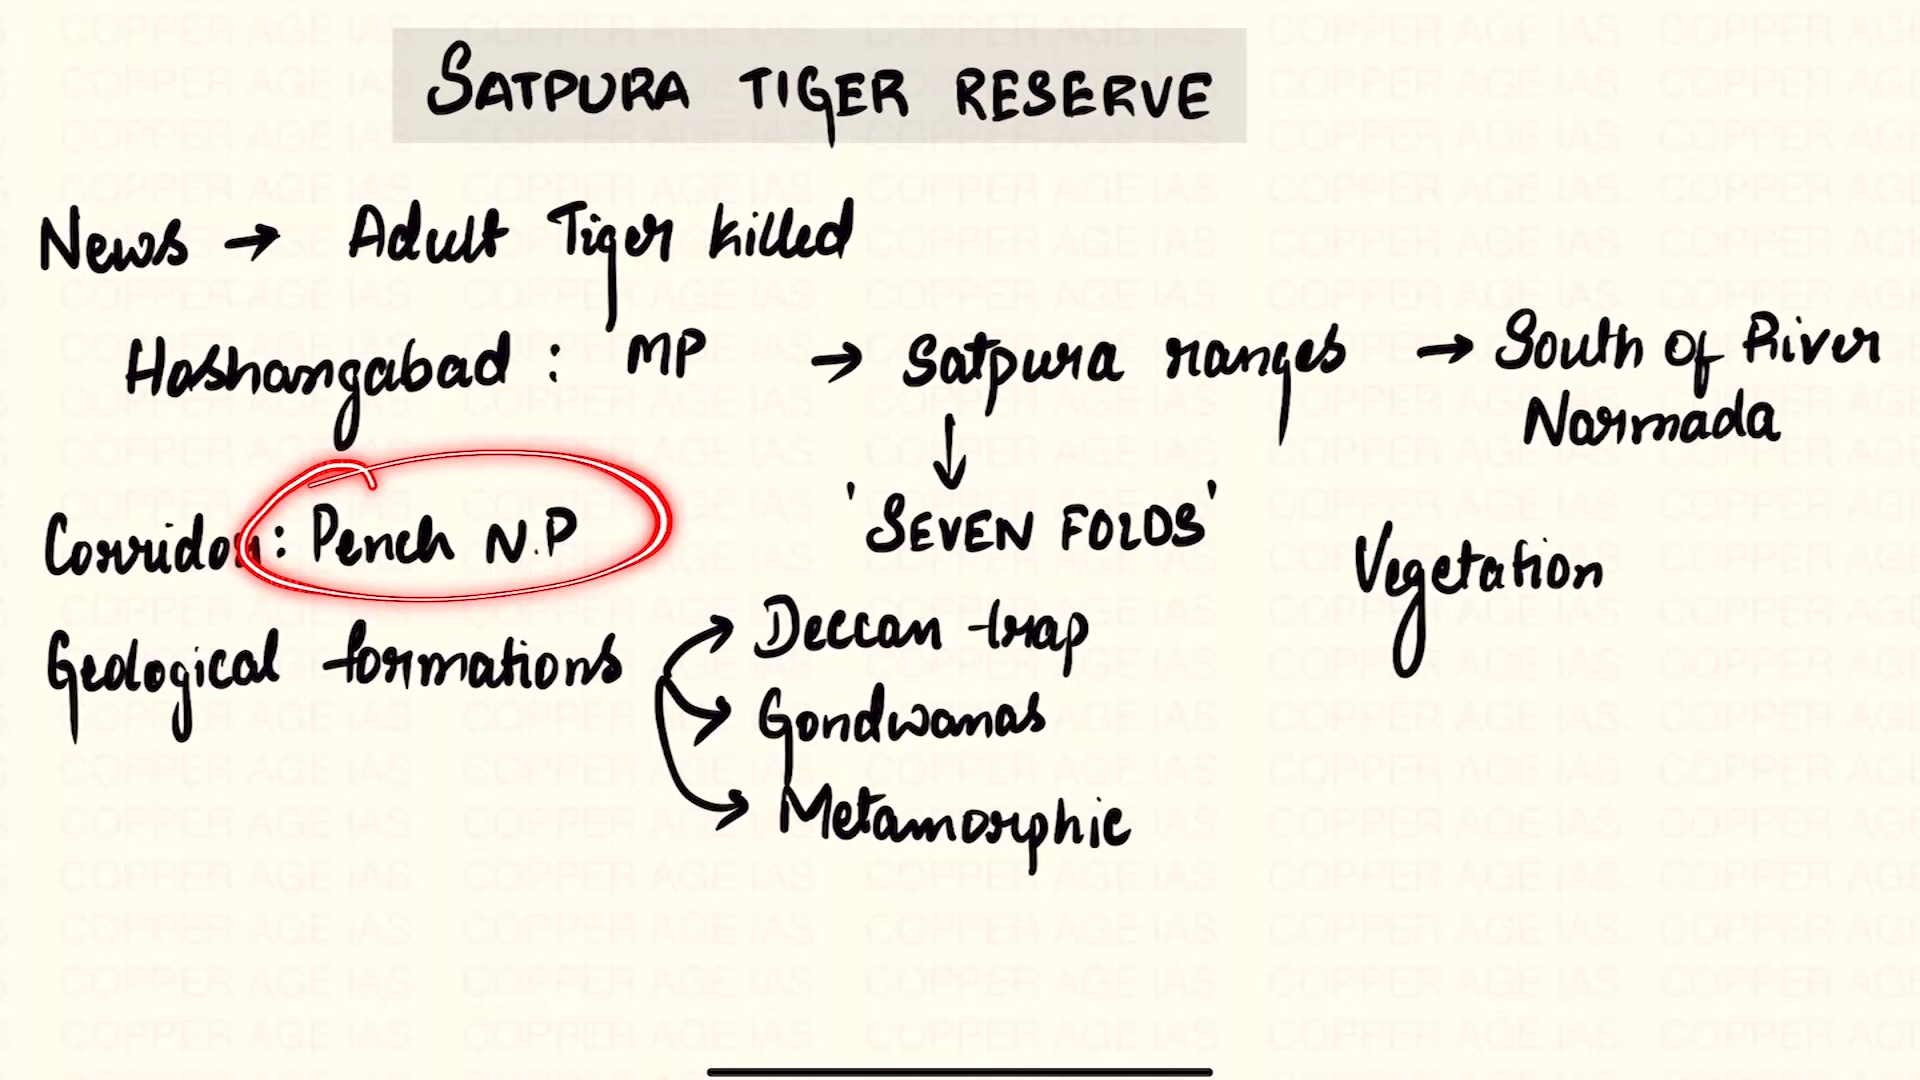 SATPURA TIGER RESERVE
News → Adult Tiger killed
Hoshangabad : MP → Satpura ranges → South of River
Narmada
Corridor : Pench N.P
'SEVEN FOLDS'
Vegetation
Geological formations
Deccan trap
Gondwanas
Metamorphic
COPPER AGE IAS